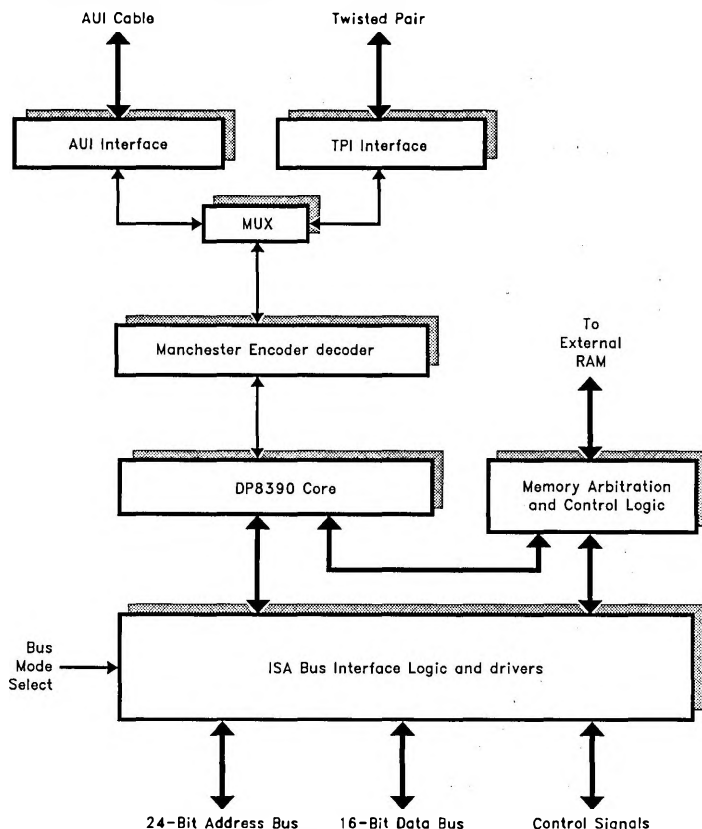 AUI Cable
Twisted Pair
AUI Interface
TPI Interface
MUX
Manchester Encoder decoder
To
External
RAM
DP8390 Core
Memory Arbitration
and Control Logic
Bus
Mode
Select
ISA Bus Interface Logic and drivers
24-Bit Address Bus
16-Bit Data Bus
Control Signals